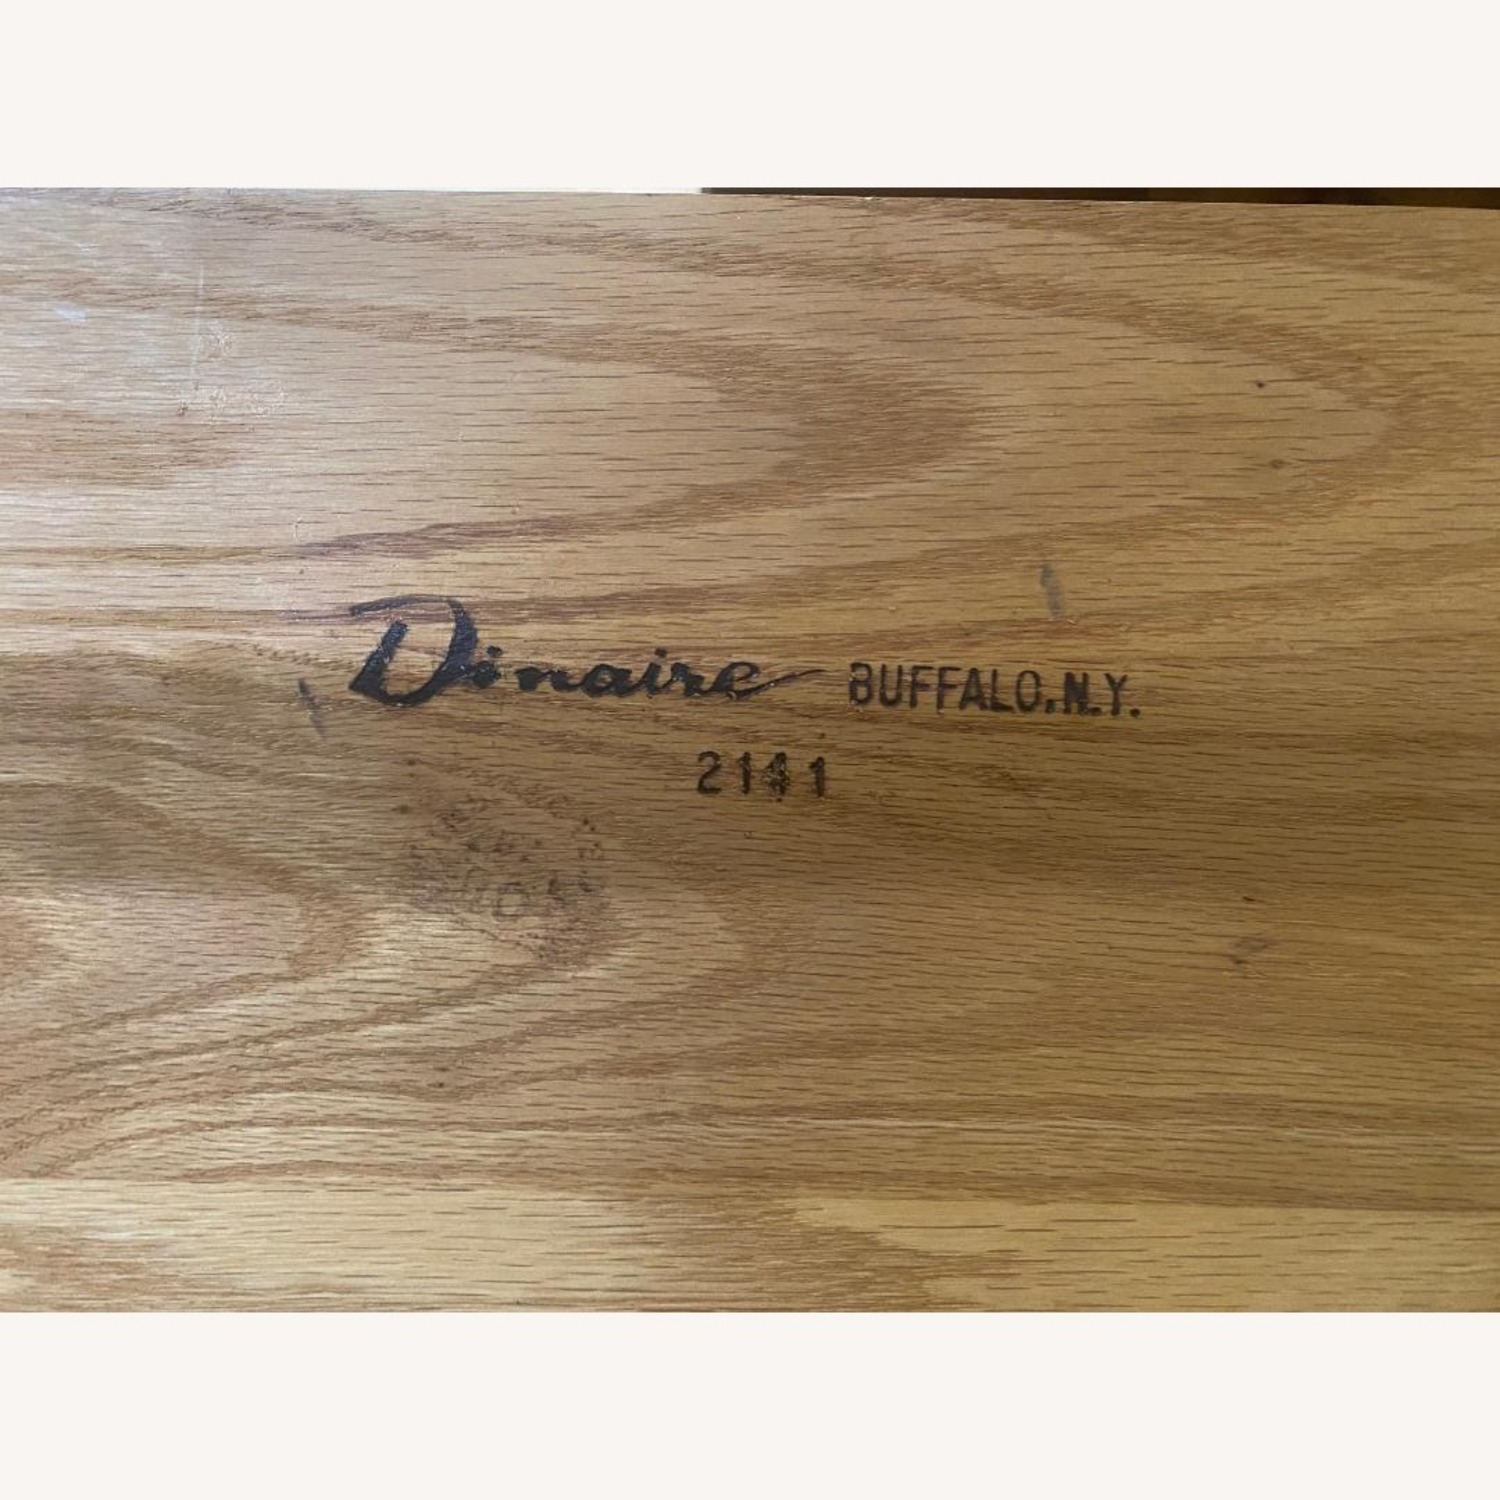 Dinaire BUFFALO, N.Y.
2141